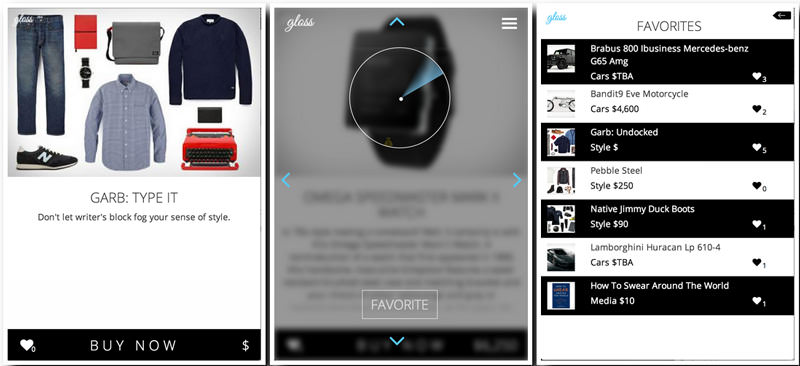 gloss
GARB: TYPE IT
Don't let writer's block fog your sense of style.
0
BUY NOW
$
gloss
OMEGA SPEEDMASTER MARK II
WATCH
FAVORITE
BUY NOW
gloss
FAVORITES
Brabus 800 Ibusiness Mercedes-benz
G65 Amg
Cars $TBA
3
Bandit9 Eve Motorcycle
Cars $4,600
2
Garb: Undocked
Style $
5
Pebble Steel
Style $250
0
Native Jimmy Duck Boots
Style $90
1
Lamborghini Huracan Lp 610-4
Cars $TBA
1
How To Swear Around The World
Media $10
1